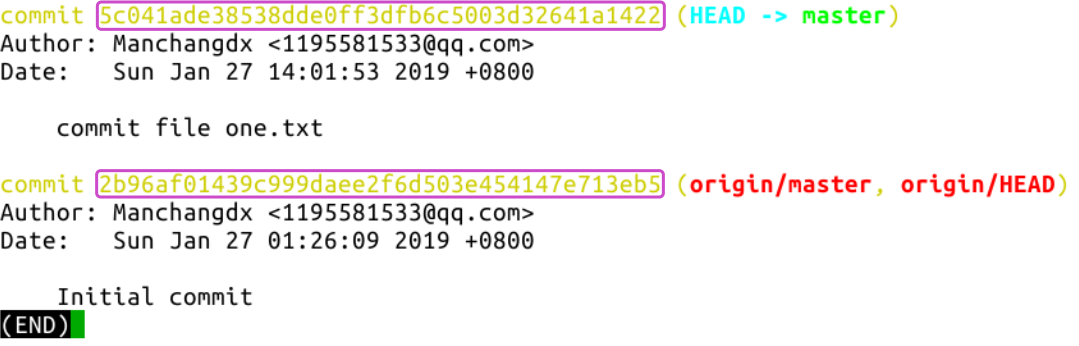 commit 5c041ade38538dde0ff3dfb6c5003d32641a1422 (HEAD -> master)
Author: Manchangdx <1195581533@qq.com>
Date:   Sun Jan 27 14:01:53 2019 +0800
    commit file one.txt
commit 2b96af01439c999daee2f6d503e454147e713eb5 (origin/master, origin/HEAD)
Author: Manchangdx <1195581533@qq.com>
Date:   Sun Jan 27 01:26:09 2019 +0800
    Initial commit
(END)